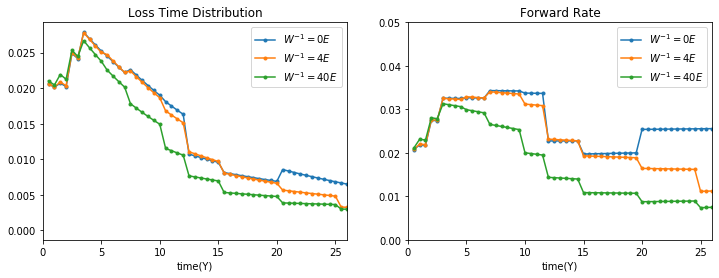 Loss Time Distribution
0.025
0.020
0.015
0.010
0.005
0.000
0 5 10 15 20 25
time(Y)
W⁻¹ = 0E
W⁻¹ = 4E
W⁻¹ = 40E
Forward Rate
0.05
0.04
0.03
0.02
0.01
0.00
0 5 10 15 20 25
time(Y)
W⁻¹ = 0E
W⁻¹ = 4E
W⁻¹ = 40E